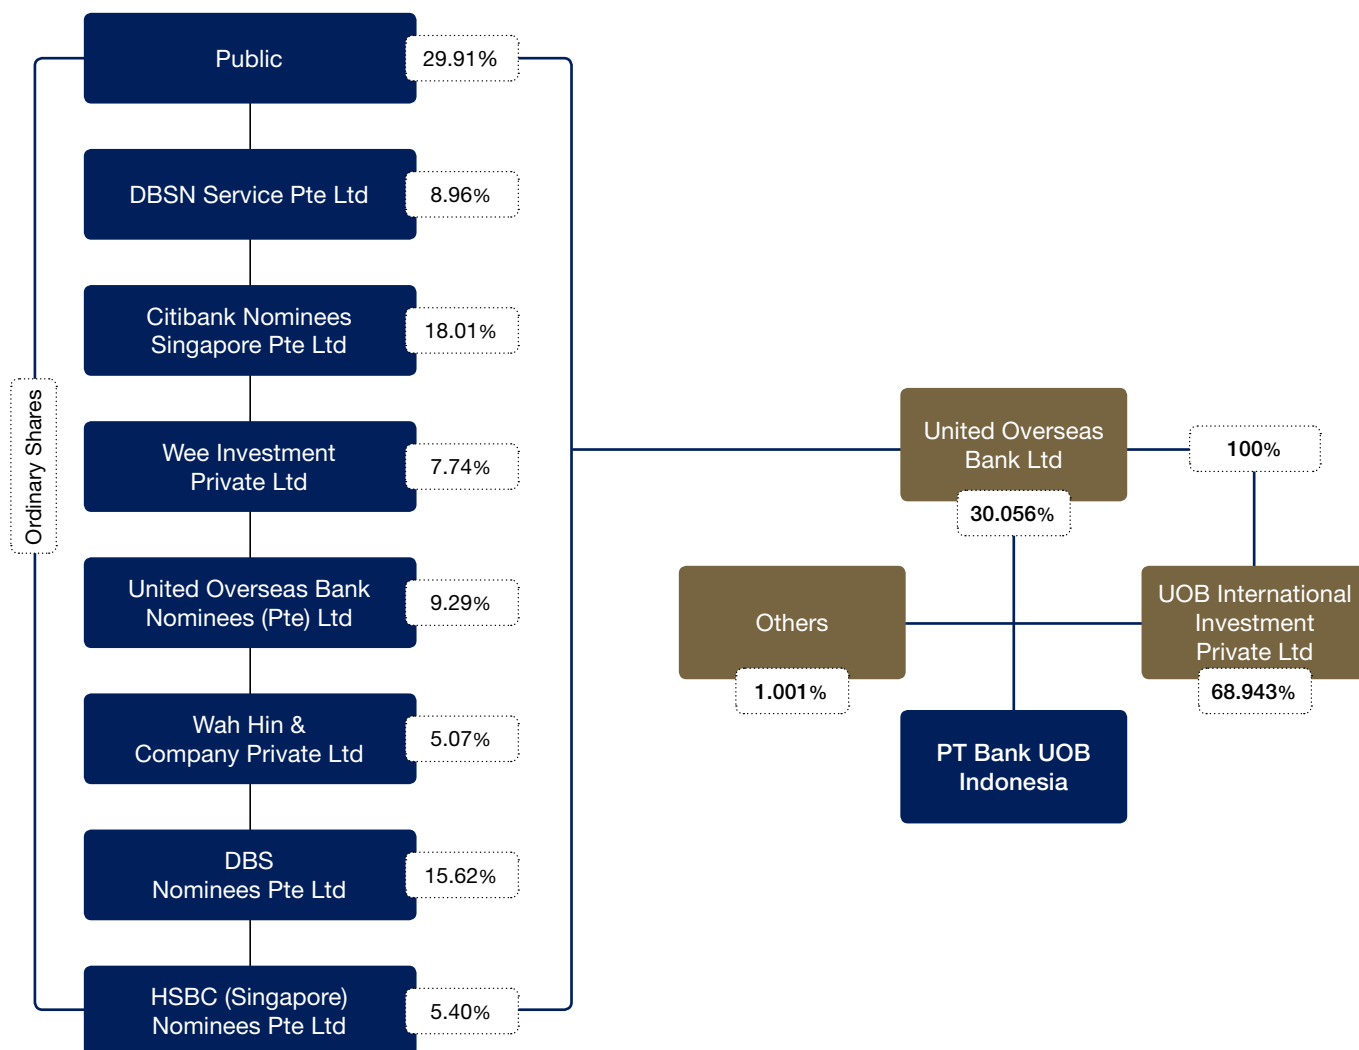 Public
29.91%
DBSN Service Pte Ltd
8.96%
Citibank Nominees
Singapore Pte Ltd
18.01%
Ordinary Shares
Wee Investment
Private Ltd
7.74%
United Overseas Bank
Nominees (Pte) Ltd
9.29%
Wah Hin &
Company Private Ltd
5.07%
DBS
Nominees Pte Ltd
15.62%
HSBC (Singapore)
Nominees Pte Ltd
5.40%
United Overseas
Bank Ltd
30.056%
100%
Others
1.001%
UOB International
Investment
Private Ltd
68.943%
PT Bank UOB
Indonesia